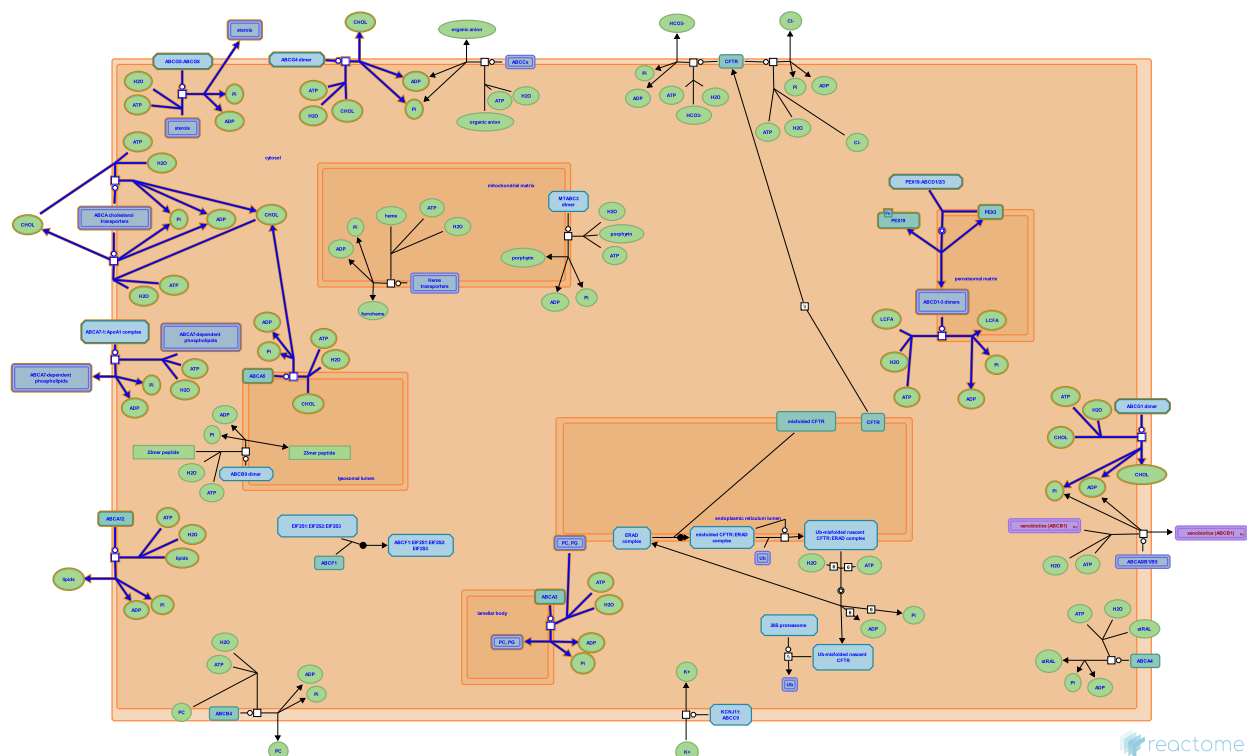 sterols
CHOL
organic anion
HCO3-
Cl-
ABCG5:ABCG8
ABCG4 dimer
ABCCs
CFTR
H2O
ATP
Pi
ADP
sterols
ATP
H2O
CHOL
ADP
Pi
ATP
H2O
organic anion
Pi
ADP
ATP
H2O
HCO3-
Pi
ADP
ATP
H2O
Cl-
ATP
H2O
cytosol
CHOL
ABCA cholesterol
transporters
Pi
ADP
CHOL
H2O
ATP
mitochondrial matrix
MTABC3
dimer
heme
ATP
H2O
Pi
ADP
Heme
transporters
ferroheme
H2O
porphyrin
ATP
porphyrin
ADP
Pi
PEX19:ABCD1/2/3
PEX19
PEX3
peroxisomal matrix
ABCD1-3 dimers
LCFA
LCFA
H2O
Pi
ATP
ADP
ABCA7-1: ApoA1 complex
ABCA7-dependent
phospholipids
ATP
H2O
ABCA7-dependent
phospholipids
Pi
ADP
ADP
Pi
ATP
H2O
ABCA5
CHOL
ADP
Pi
23mer peptide
23mer peptide
H2O
ATP
ABCB9 dimer
lysosomal lumen
misfolded CFTR
CFTR
ATP
H2O
ABCG1 dimer
CHOL
CHOL
Pi
ADP
xenobiotics (ABCB1)
xenobiotics (ABCB1)
H2O
ATP
ABCA8/B1/B5
ABCA12
ATP
H2O
lipids
lipids
ADP
Pi
EIF2S1: EIF2S2: EIF2S3
ABCF1
ABCF1: EIF2S1: EIF2S2:
EIF2S3
endoplasmic reticulum lumen
PC, PG
ERAD
complex
misfolded CFTR: ERAD
complex
Ub
Ub-misfolded nascent
CFTR: ERAD complex
H2O
6
6
ATP
6
6
Pi
ADP
26S proteasome
5
Ub-misfolded nascent
CFTR
Ub
5
lamellar body
ABCA3
ATP
H2O
PC, PG
ADP
Pi
ATP
H2O
atRAL
atRAL
ABCA4
Pi
ADP
H2O
ATP
ADP
Pi
PC
ABCB4
PC
K+
KCNJ11:
ABCC9
K+
reactome